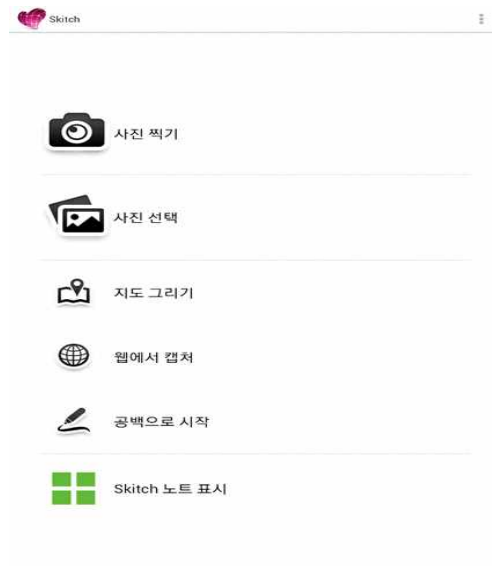 Skitch
사진 찍기
사진 선택
지도 그리기
웹에서 캡처
공백으로 시작
Skitch 노트 표시